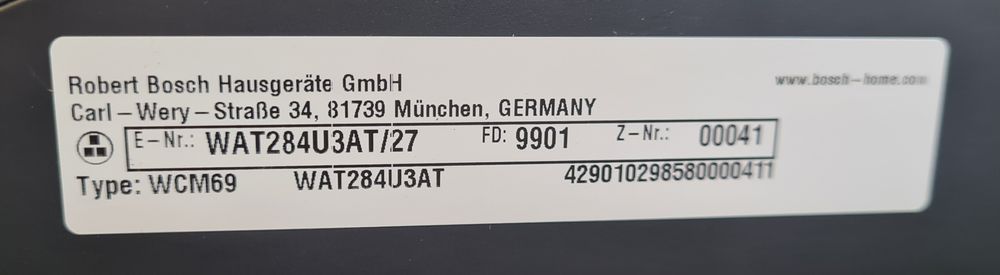 Robert Bosch Hausgeräte GmbH
www.bosch-home.com
Carl-Wery-Straße 34, 81739 München, GERMANY
E-Nr.: WAT284U3AT/27 FD: 9901 Z-Nr.: 00041
Type: WCM69 WAT284U3AT 429010298580000411